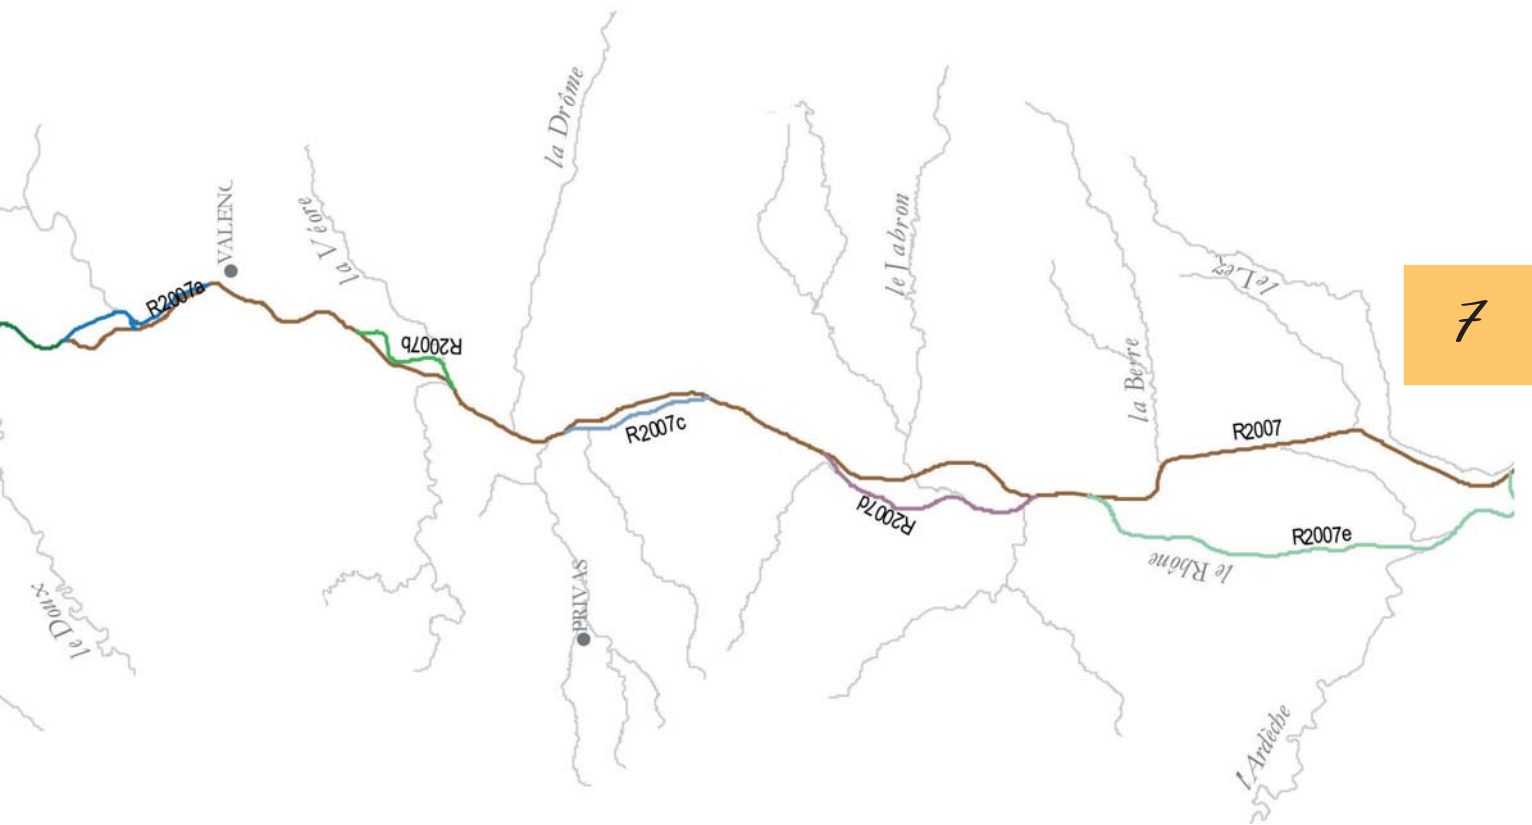 la Drôme
VALENC
la Véore
R2007a
R2007b
le Jabron
le Lez
7
la Beyre
R2007
R2007c
R2007d
R2007e
le Rhône
PRIVAS
le Doux
l'Ardèche